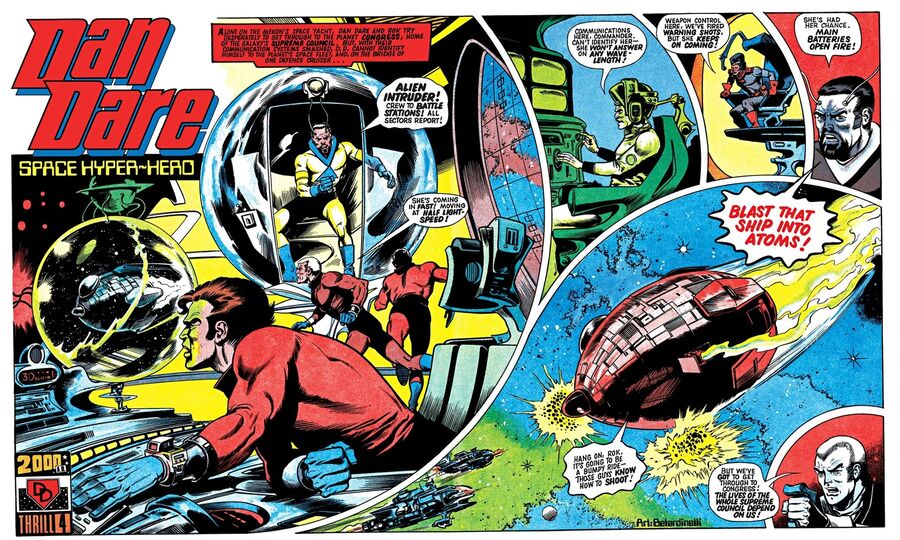 Dan
Dare
SPACE HYPER-HERO
ALONE ON THE MEKON'S SPACE YACHT, DAN DARE AND ROK TRY
DESPERATELY TO GET THROUGH TO THE PLANET CONGRESS, HOME
OF THE GALAXY'S SUPREME COUNCIL. BUT, WITH THEIR
COMMUNICATION SYSTEMS SMASHED, D.D. CANNOT IDENTIFY
HIMSELF TO THE PLANET'S SPACE FLEET, AND, ON THE BRIDGE OF
ONE DEFENCE CRUISER . . .
ALIEN
INTRUDER!
CREW TO BATTLE
STATIONS! ALL
SECTORS REPORT!
SHE'S COMING
IN FAST! MOVING
AT HALF LIGHT-
SPEED!
COMMUNICATIONS
HERE, COMMANDER.
CAN'T IDENTIFY HER—
SHE WON'T ANSWER
ON ANY WAVE-
LENGTH!
WEAPON CONTROL
HERE, WE'VE FIRED
WARNING SHOTS.
BUT SHE KEEPS
ON COMING!
SHE'S HAD
HER CHANCE.
MAIN
BATTERIES
OPEN FIRE!
BLAST THAT
SHIP INTO
ATOMS!
HANG ON, ROK,
IT'S GOING TO BE
A BUMPY RIDE—
THOSE GUYS KNOW
HOW TO SHOOT!
BUT WE'VE
GOT TO GET
THROUGH TO
CONGRESS!
THE LIVES OF THE
WHOLE SUPREME
COUNCIL DEPEND
ON US!
2000
DD
THRILL 4
Art: Belardinelli